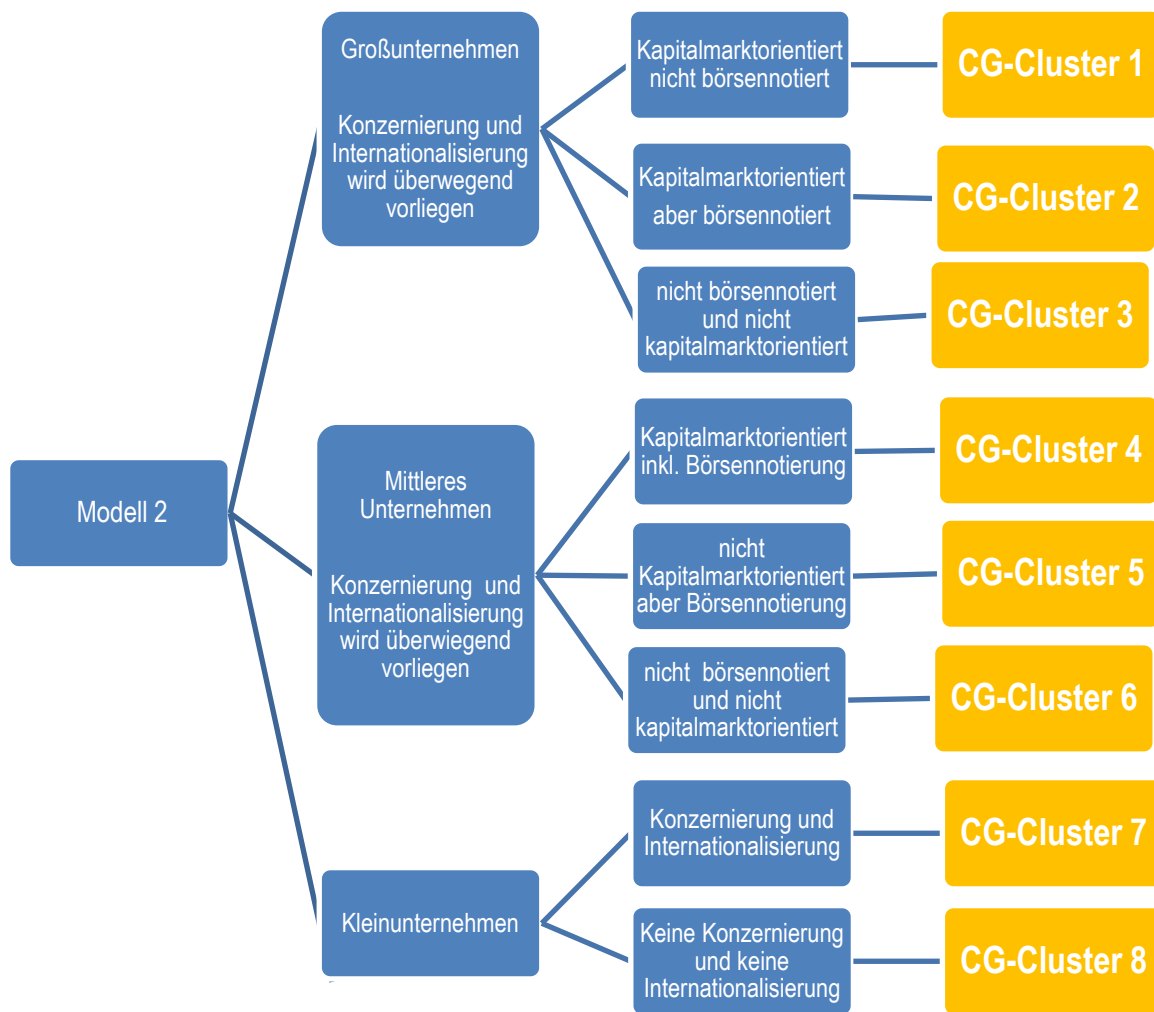 Modell 2
Großunternehmen
Konzernierung und
Internationalisierung
wird überwegend
vorliegen
Kapitalmarktorientiert
nicht börsennotiert
CG-Cluster 1
Kapitalmarktorientiert
aber börsennotiert
CG-Cluster 2
nicht börsennotiert
und nicht
kapitalmarktorientiert
CG-Cluster 3
Mittleres
Unternehmen
Konzernierung und
Internationalisierung
wird überwiegend
vorliegen
Kapitalmarktorientiert
inkl. Börsennotierung
CG-Cluster 4
nicht
Kapitalmarktorientiert
aber Börsennotierung
CG-Cluster 5
nicht börsennotiert
und nicht
kapitalmarktorientiert
CG-Cluster 6
Kleinunternehmen
Konzernierung und
Internationalisierung
CG-Cluster 7
Keine Konzernierung
und keine
Internationalisierung
CG-Cluster 8